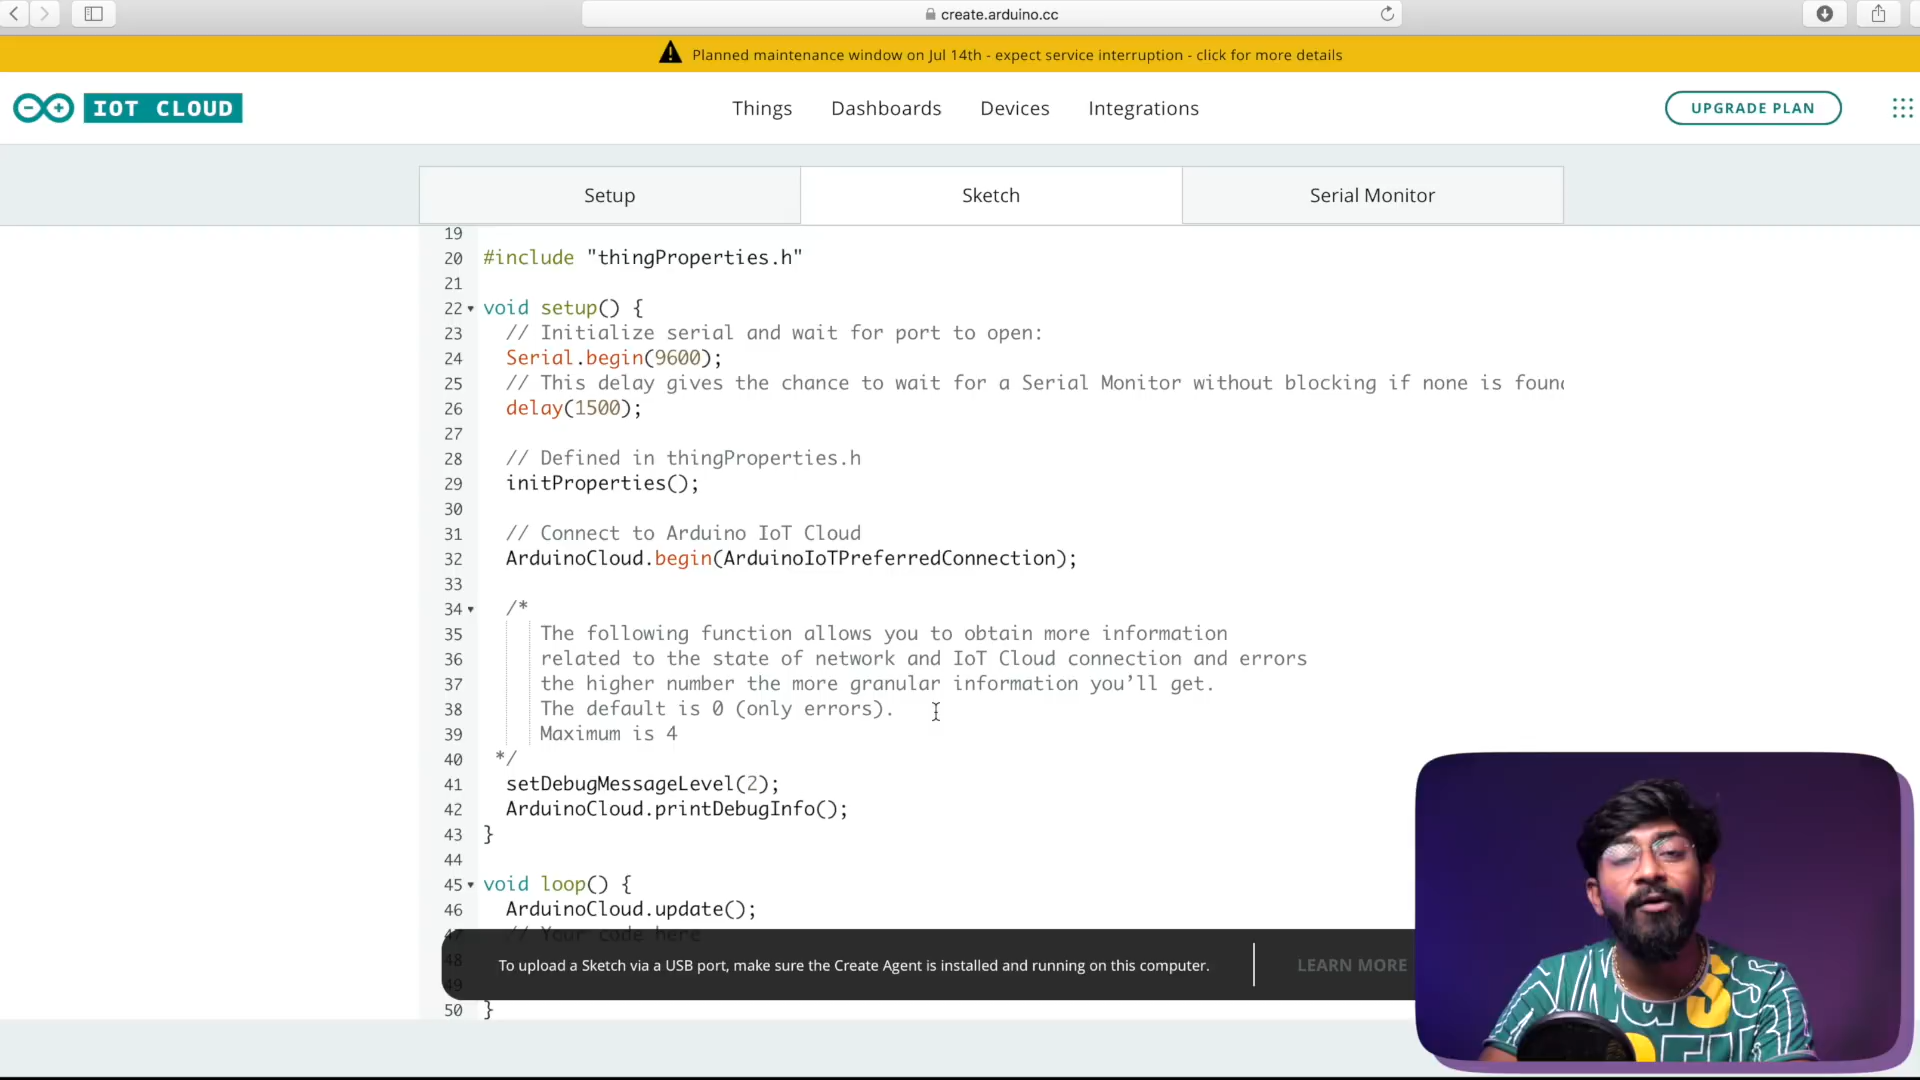 create.arduino.cc
Planned maintenance window on Jul 14th - expect service interruption - click for more details
IOT CLOUD
Things
Dashboards
Devices
Integrations
UPGRADE PLAN
Setup
Sketch
Serial Monitor
19
20 #include "thingProperties.h"
21
22 void setup() {
23 // Initialize serial and wait for port to open:
24 Serial.begin(9600);
25 // This delay gives the chance to wait for a Serial Monitor without blocking if none is found
26 delay(1500);
27
28 // Defined in thingProperties.h
29 initProperties();
30
31 // Connect to Arduino IoT Cloud
32 ArduinoCloud.begin(ArduinoIoTPreferredConnection);
33
34 /*
35 The following function allows you to obtain more information
36 related to the state of network and IoT Cloud connection and errors
37 the higher number the more granular information you’ll get.
38 The default is 0 (only errors).
39 Maximum is 4
40 */
41 setDebugMessageLevel(2);
42 ArduinoCloud.printDebugInfo();
43 }
44
45 void loop() {
46 ArduinoCloud.update();
47 // Your code here
48
To upload a Sketch via a USB port, make sure the Create Agent is installed and running on this computer.
LEARN MORE
49
50 }